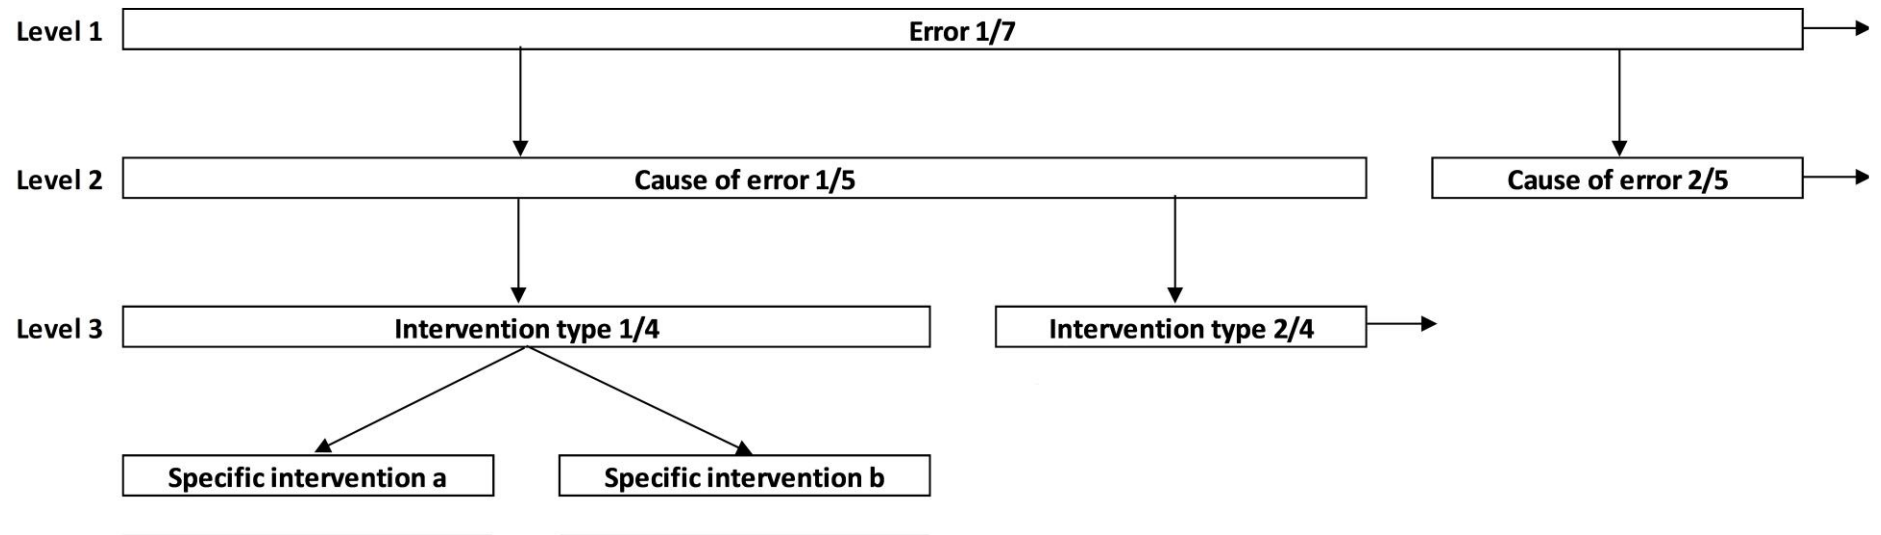 Level 1
Error 1/7
Level 2
Cause of error 1/5
Cause of error 2/5
Level 3
Intervention type 1/4
Intervention type 2/4
Specific intervention a
Specific intervention b